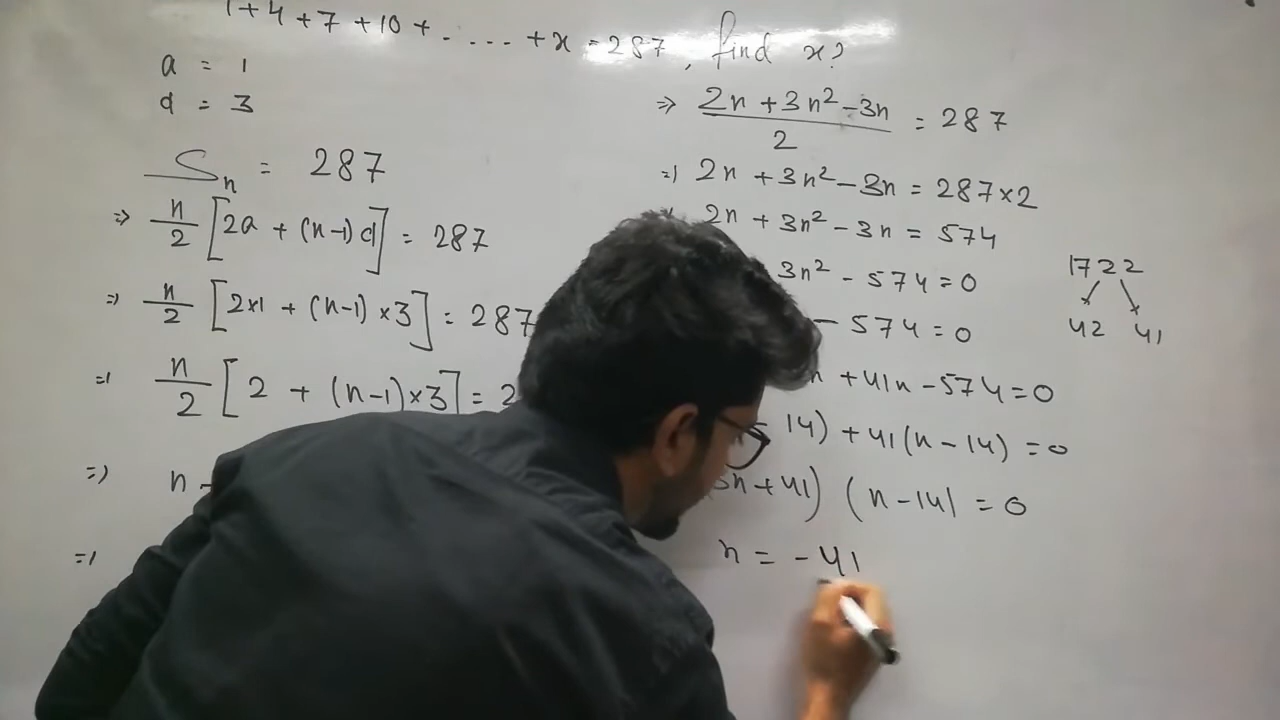 1 + 4 + 7 + 10 + ..... + x = 287, find x?
a = 1
d = 3
Sn = 287
=> n/2 [2a + (n-1)d] = 287
=> n/2 [2×1 + (n-1)×3] = 287
=> n/2 [2 + (n-1)×3] = 2
=> n -
=>
=> 2n + 3n² - 3n / 2 = 287
=> 2n + 3n² - 3n = 287×2
2n + 3n² - 3n = 574
3n² - 574 = 0
- 574 = 0
n + 41n - 574 = 0
14) + 41(n - 14) = 0
n + 41) (n - 14) = 0
n = - 41
1722
42 41